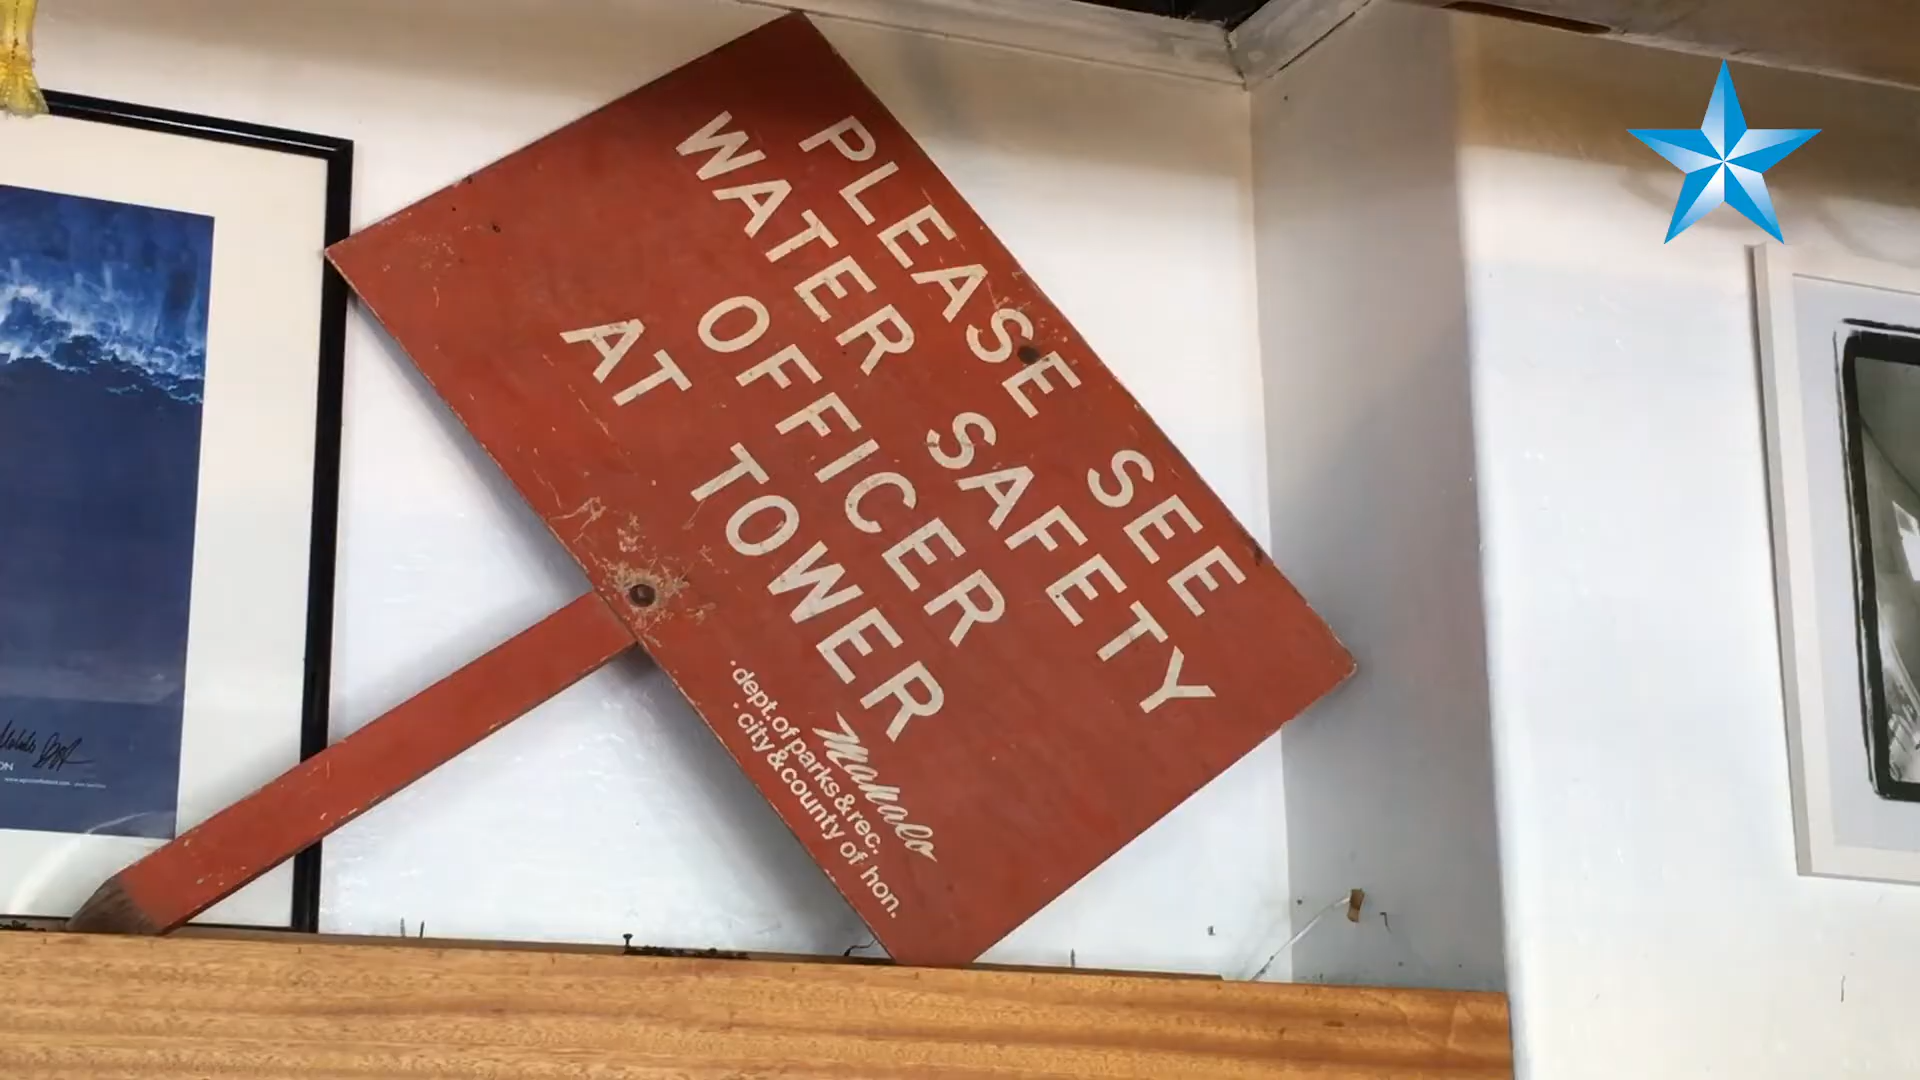 PLEASE SEE
WATER SAFETY
OFFICER
AT TOWER
Mahalo
·dept.of parks&rec.
·city&county of hon.